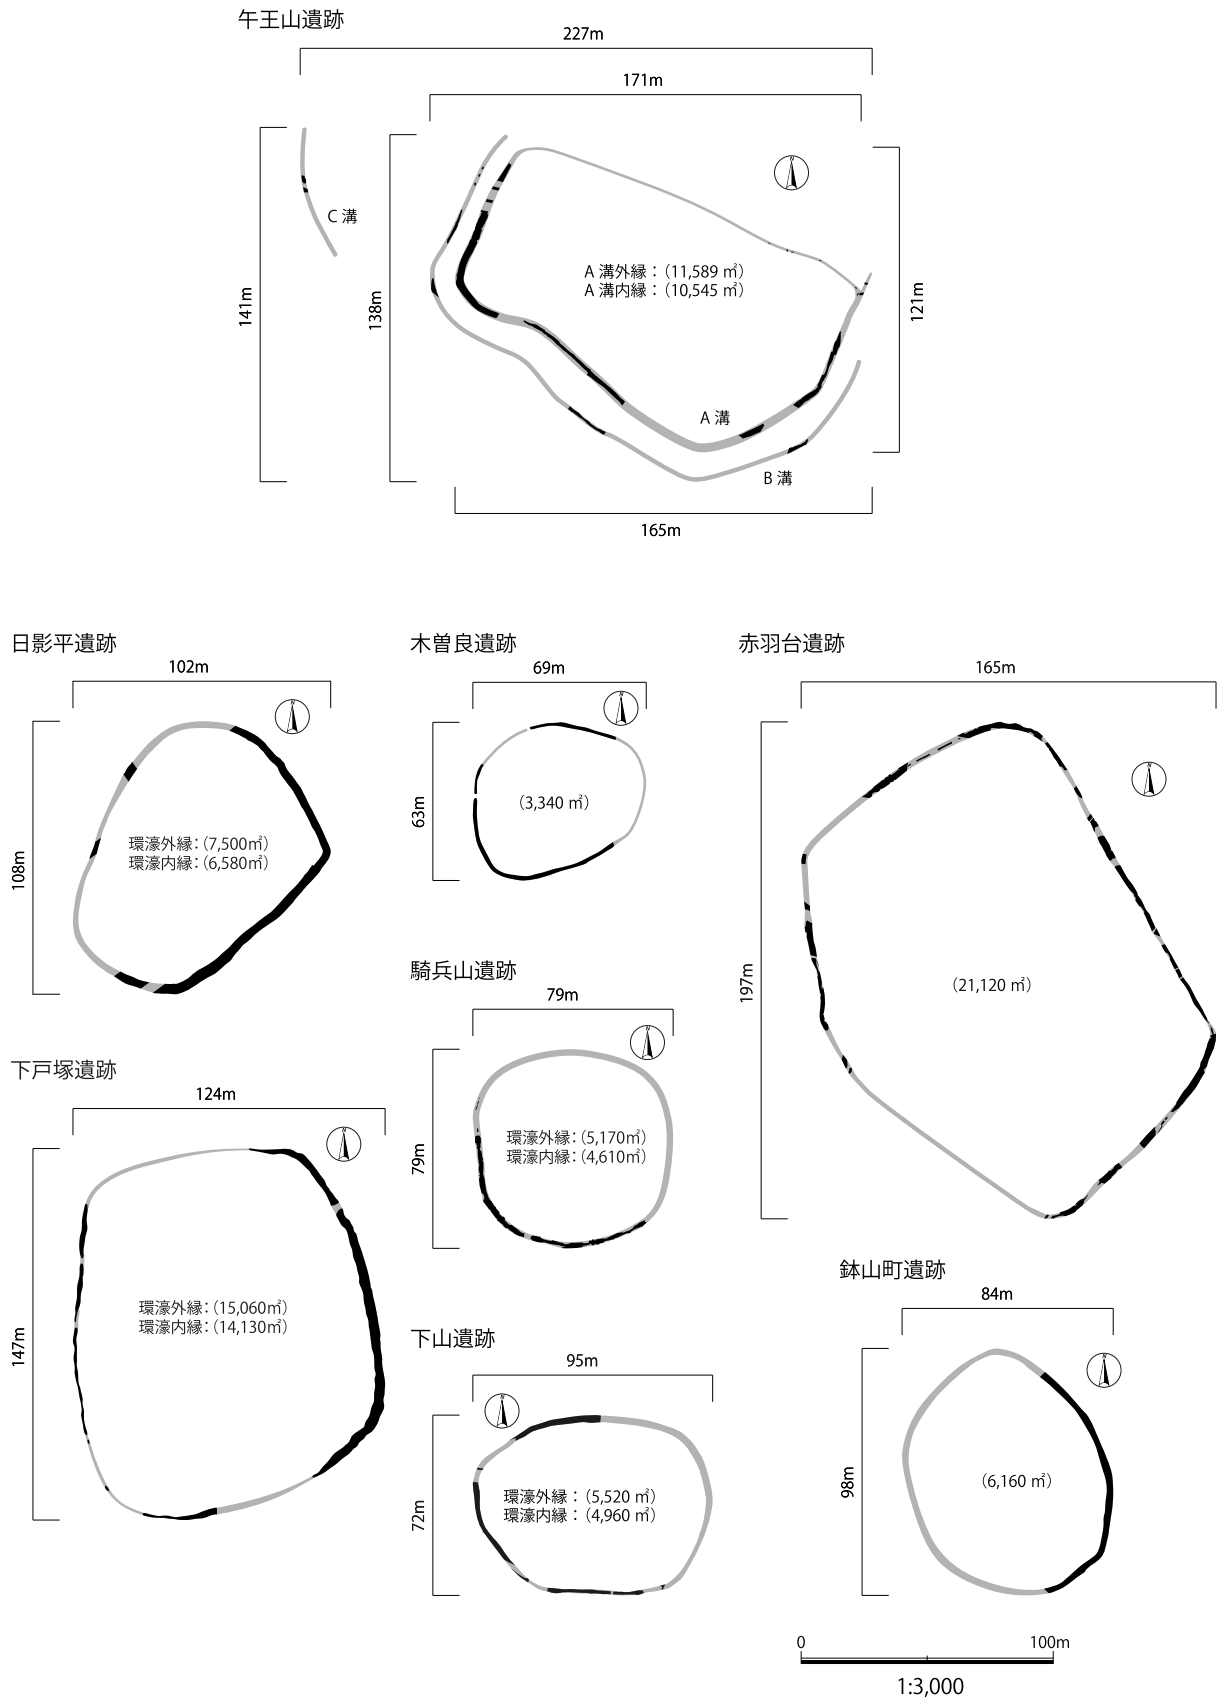 午王山遺跡
227m
171m
141m
138m
121m
N
C 溝
A 溝外縁：（11,589 ㎡）
A 溝内縁：（10,545 ㎡）
A 溝
B 溝
165m
日影平遺跡
102m
108m
N
環濠外縁：（7,500㎡）
環濠内縁：（6,580㎡）
木曽良遺跡
69m
63m
N
（3,340 ㎡）
赤羽台遺跡
165m
197m
N
（21,120 ㎡）
騎兵山遺跡
79m
79m
N
環濠外縁：（5,170㎡）
環濠内縁：（4,610㎡）
下戸塚遺跡
124m
147m
N
環濠外縁：（15,060㎡）
環濠内縁：（14,130㎡）
下山遺跡
95m
72m
N
環濠外縁：（5,520 ㎡）
環濠内縁：（4,960 ㎡）
鉢山町遺跡
84m
98m
N
（6,160 ㎡）
0 100m
1:3,000